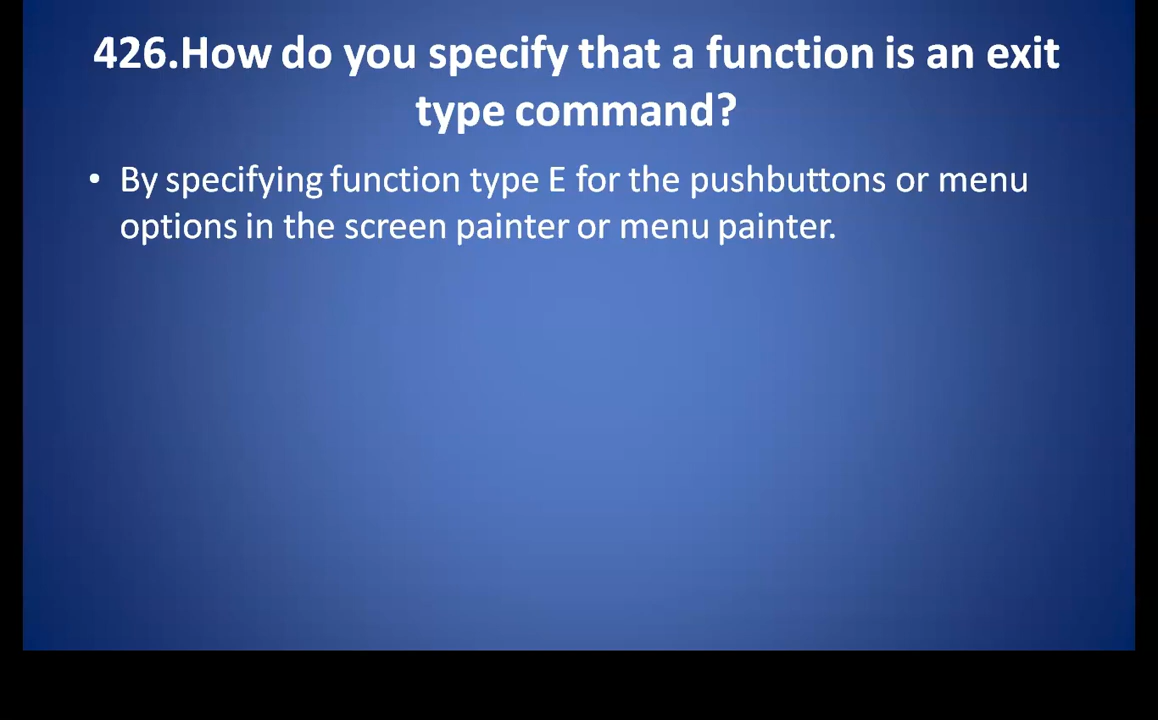 426.How do you specify that a function is an exit
type command?
• By specifying function type E for the pushbuttons or menu
options in the screen painter or menu painter.